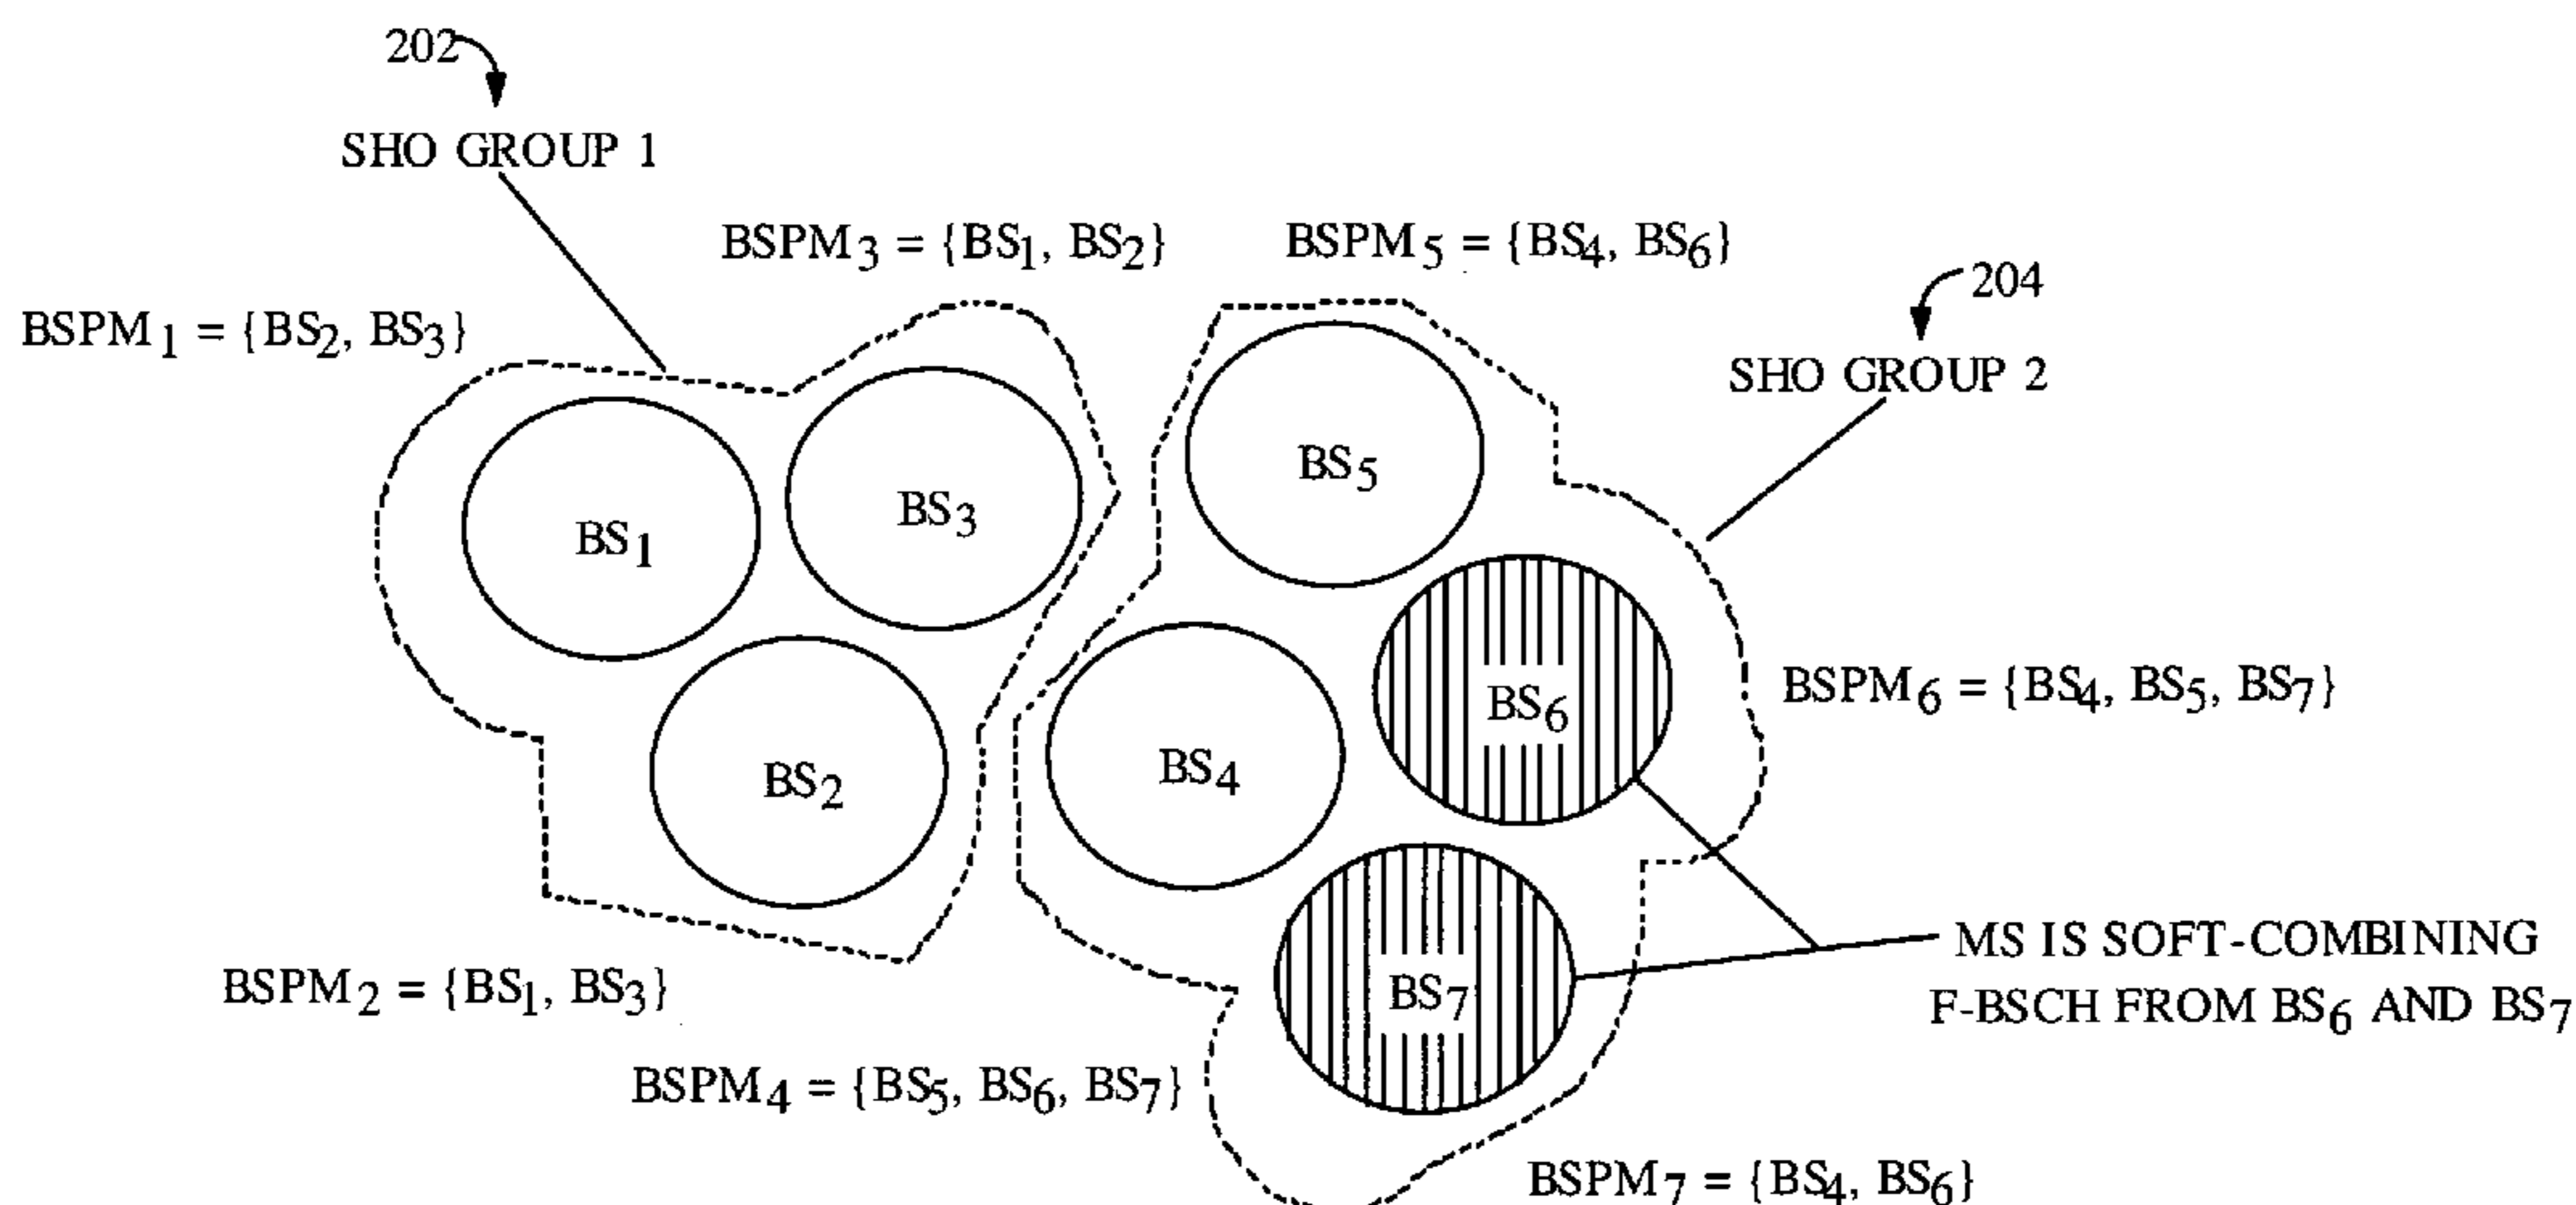 202
SHO GROUP 1
BSPM3 = {BS1, BS2}
BSPM5 = {BS4, BS6}
204
BSPM1 = {BS2, BS3}
SHO GROUP 2
BS5
BS3
BS1
BSPM6 = {BS4, BS5, BS7}
BS6
BS4
BS2
MS IS SOFT-COMBINING
F-BSCH FROM BS6 AND BS7
BS7
BSPM2 = {BS1, BS3}
BSPM4 = {BS5, BS6, BS7}
BSPM7 = {BS4, BS6}